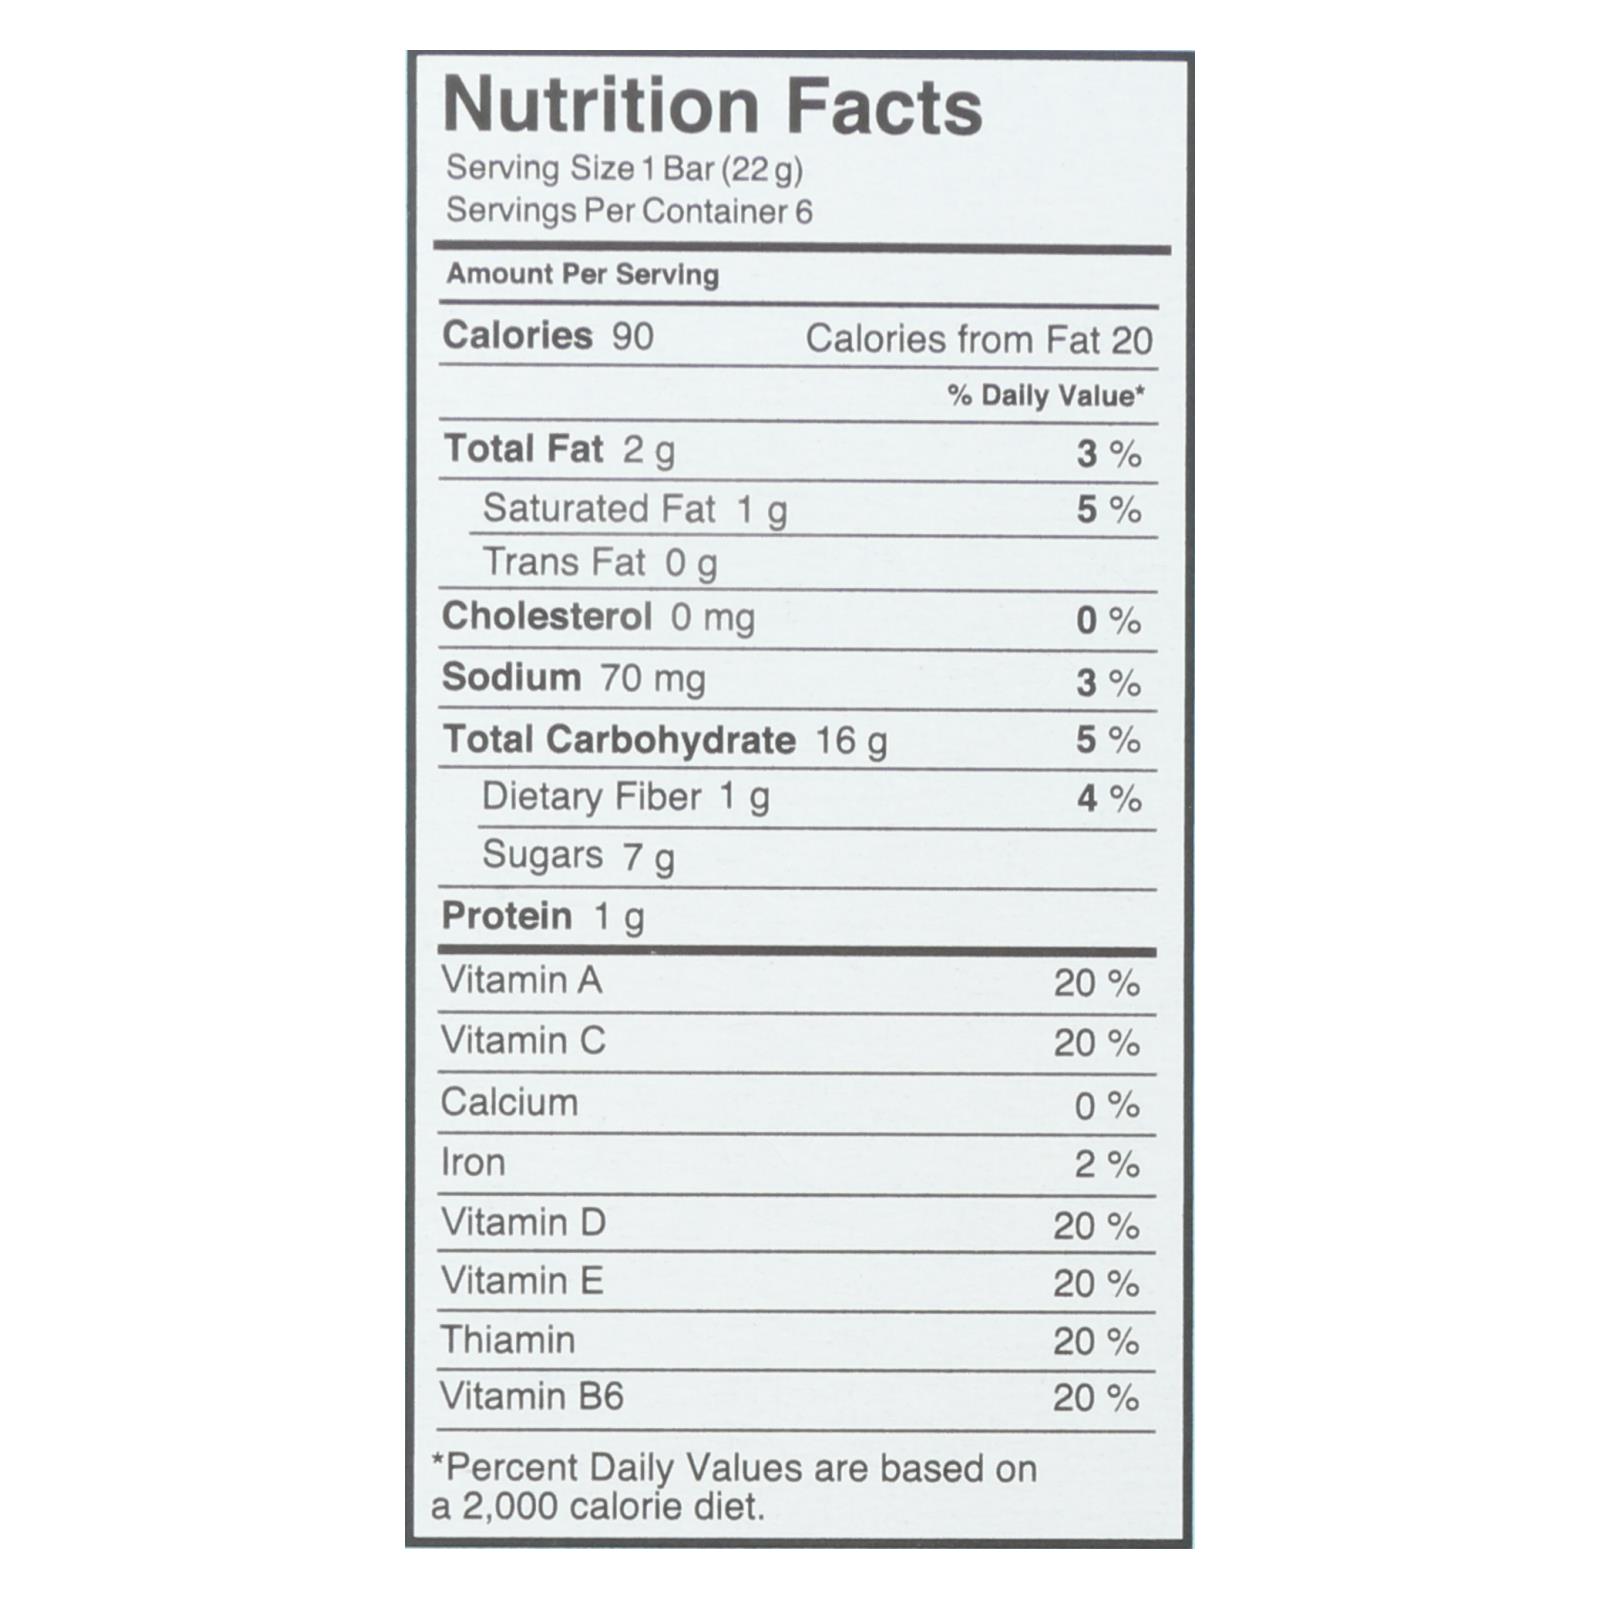 Nutrition Facts
Serving Size 1 Bar (22 g)
Servings Per Container 6
Amount Per Serving
Calories 90 Calories from Fat 20
% Daily Value*
Total Fat 2 g 3 %
Saturated Fat 1 g 5 %
Trans Fat 0 g
Cholesterol 0 mg 0 %
Sodium 70 mg 3 %
Total Carbohydrate 16 g 5 %
Dietary Fiber 1 g 4 %
Sugars 7 g
Protein 1 g
Vitamin A 20 %
Vitamin C 20 %
Calcium 0 %
Iron 2 %
Vitamin D 20 %
Vitamin E 20 %
Thiamin 20 %
Vitamin B6 20 %
*Percent Daily Values are based on
a 2,000 calorie diet.